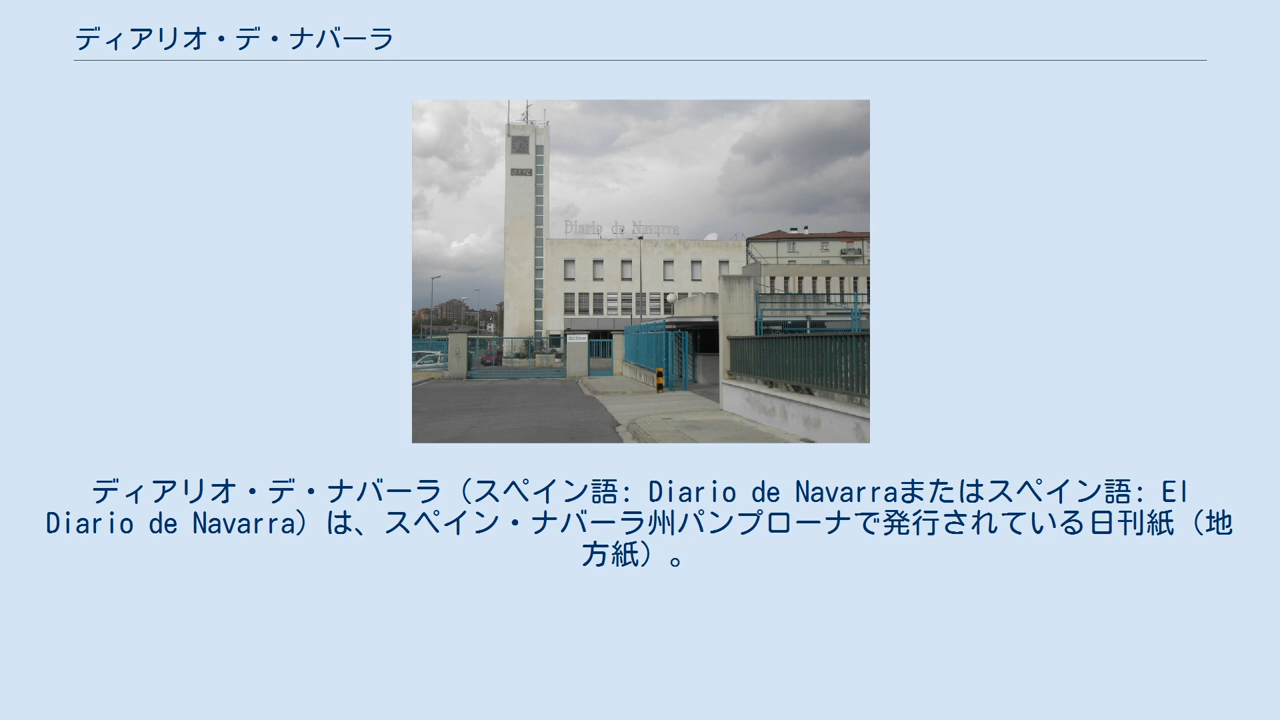 ディアリオ・デ・ナバーラ
Diario de Navarra
ディアリオ・デ・ナバーラ（スペイン語: Diario de Navarraまたはスペイン語: El
Diario de Navarra）は、スペイン・ナバーラ州パンプローナで発行されている日刊紙（地
方紙）。